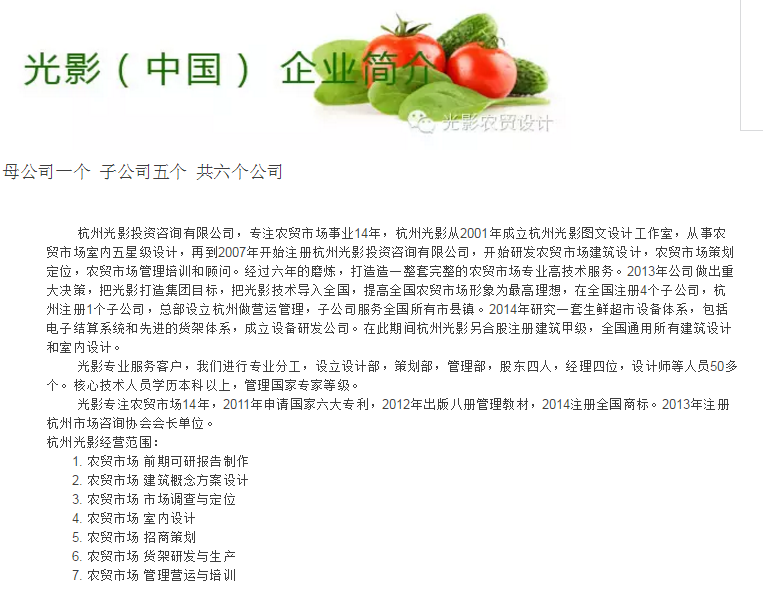 光影（中国） 企业简介
光影农贸设计
母公司一个 子公司五个 共六个公司
杭州光影投资咨询有限公司，专注农贸市场事业14年，杭州光影从2001年成立杭州光影图文设计工作室，从事农
贸市场室内五星级设计，再到2007年开始注册杭州光影投资咨询有限公司，开始研发农贸市场建筑设计，农贸市场策划
定位，农贸市场管理培训和顾问。经过六年的磨炼，打造造一整套完整的农贸市场专业高技术服务。2013年公司做出重
大决策，把光影打造集团目标，把光影技术导入全国，提高全国农贸市场形象为最高理想，在全国注册4个子公司，杭
州注册1个子公司，总部设立杭州做营运管理，子公司服务全国所有市县镇。2014年研究一套生鲜超市设备体系，包括
电子结算系统和先进的货架体系，成立设备研发公司。在此期间杭州光影另合股注册建筑甲级，全国通用所有建筑设计
和室内设计。
光影专业服务客户，我们进行专业分工，设立设计部，策划部，管理部，股东四人，经理四位，设计师等人员50多
个。核心技术人员学历本科以上，管理国家专家等级。
光影专注农贸市场14年，2011年申请国家六大专利，2012年出版八册管理教材，2014注册全国商标。2013年注册
杭州市场咨询协会会长单位。
杭州光影经营范围：
1. 农贸市场 前期可研报告制作
2. 农贸市场 建筑概念方案设计
3. 农贸市场 市场调查与定位
4. 农贸市场 室内设计
5. 农贸市场 招商策划
6. 农贸市场 货架研发与生产
7. 农贸市场 管理营运与培训